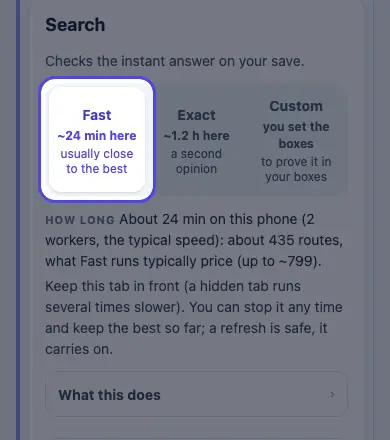 Search
Checks the instant answer on your save.
Fast
~24 min here
usually close
to the best
Exact
~1.2 h here
a second
opinion
Custom
you set the
boxes
to prove it in
your boxes
HOW LONG About 24 min on this phone (2
workers, the typical speed): about 435 routes,
what Fast runs typically price (up to ~799).
Keep this tab in front (a hidden tab runs
several times slower). You can stop it any time
and keep the best so far; a refresh is safe, it
carries on.
What this does ›